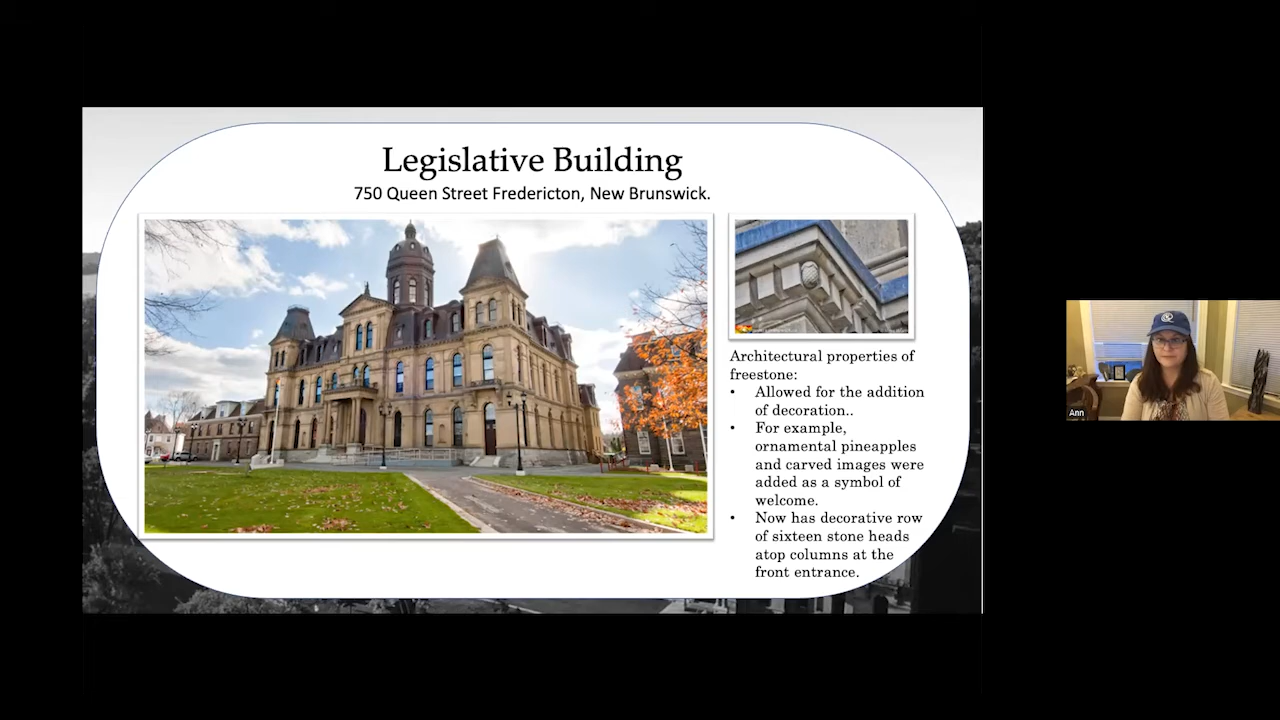 Legislative Building
750 Queen Street Fredericton, New Brunswick.
Architectural properties of
freestone:
• Allowed for the addition
of decoration..
• For example,
ornamental pineapples
and carved images were
added as a symbol of
welcome.
• Now has decorative row
of sixteen stone heads
atop columns at the
front entrance.
Ann